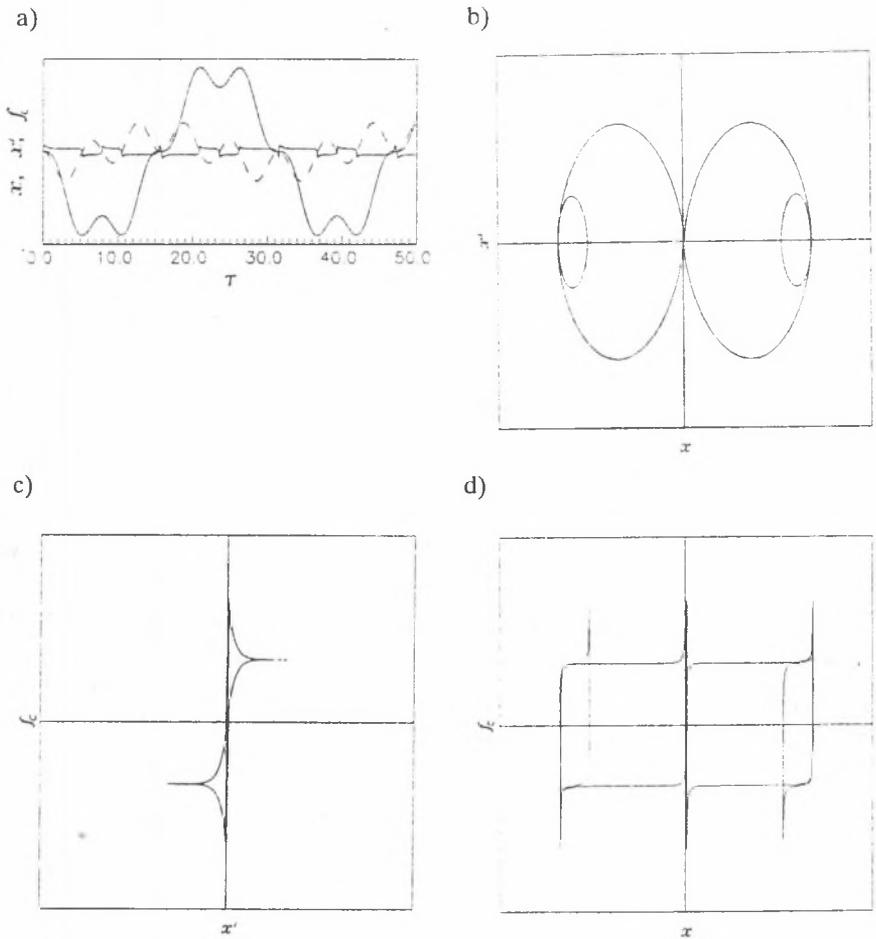 a)
x, x', f_c
0.0 10.0 20.0 30.0 40.0 50.0
τ
b)
x'
x
c)
f_c
x'
d)
f_c
x